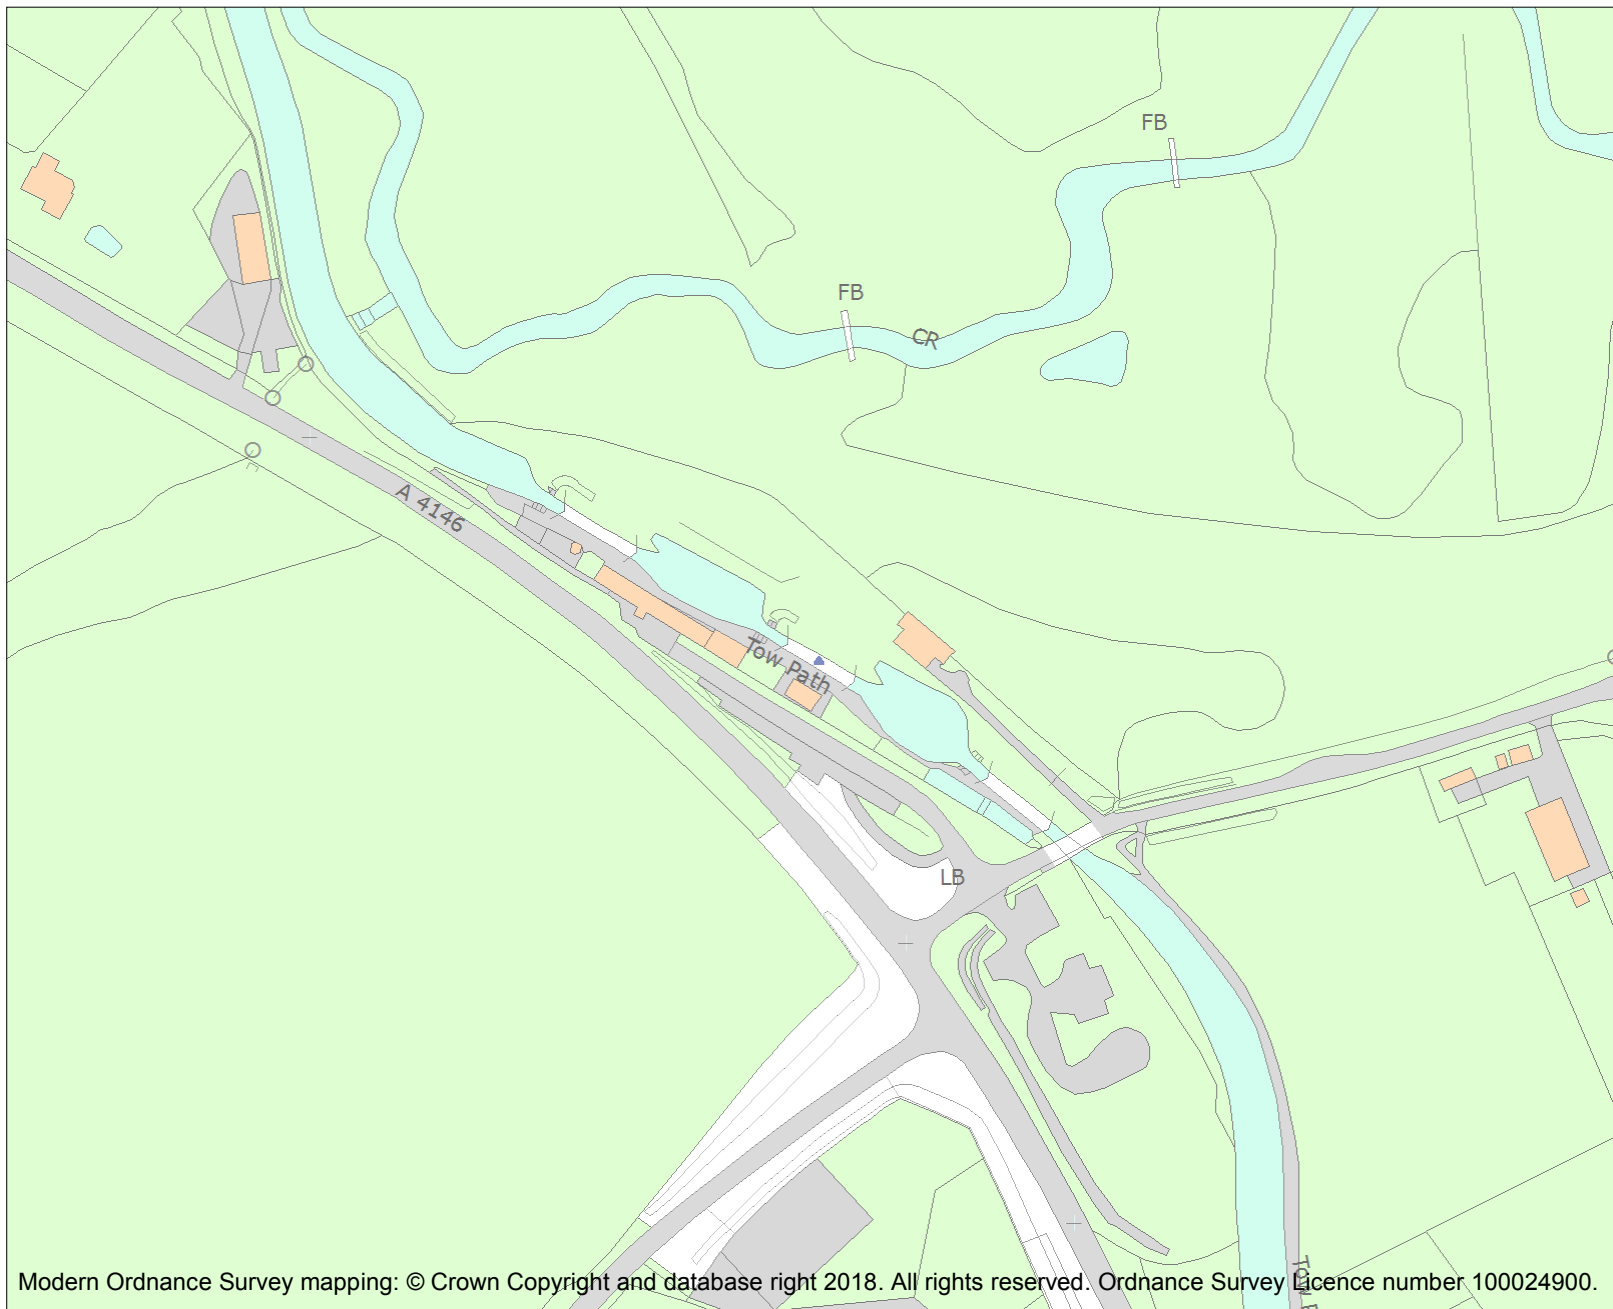 FB
FB
CR
A 4146
Tow Path
LB
Tow
Modern Ordnance Survey mapping: © Crown Copyright and database right 2018. All rights reserved. Ordnance Survey Licence number 100024900.